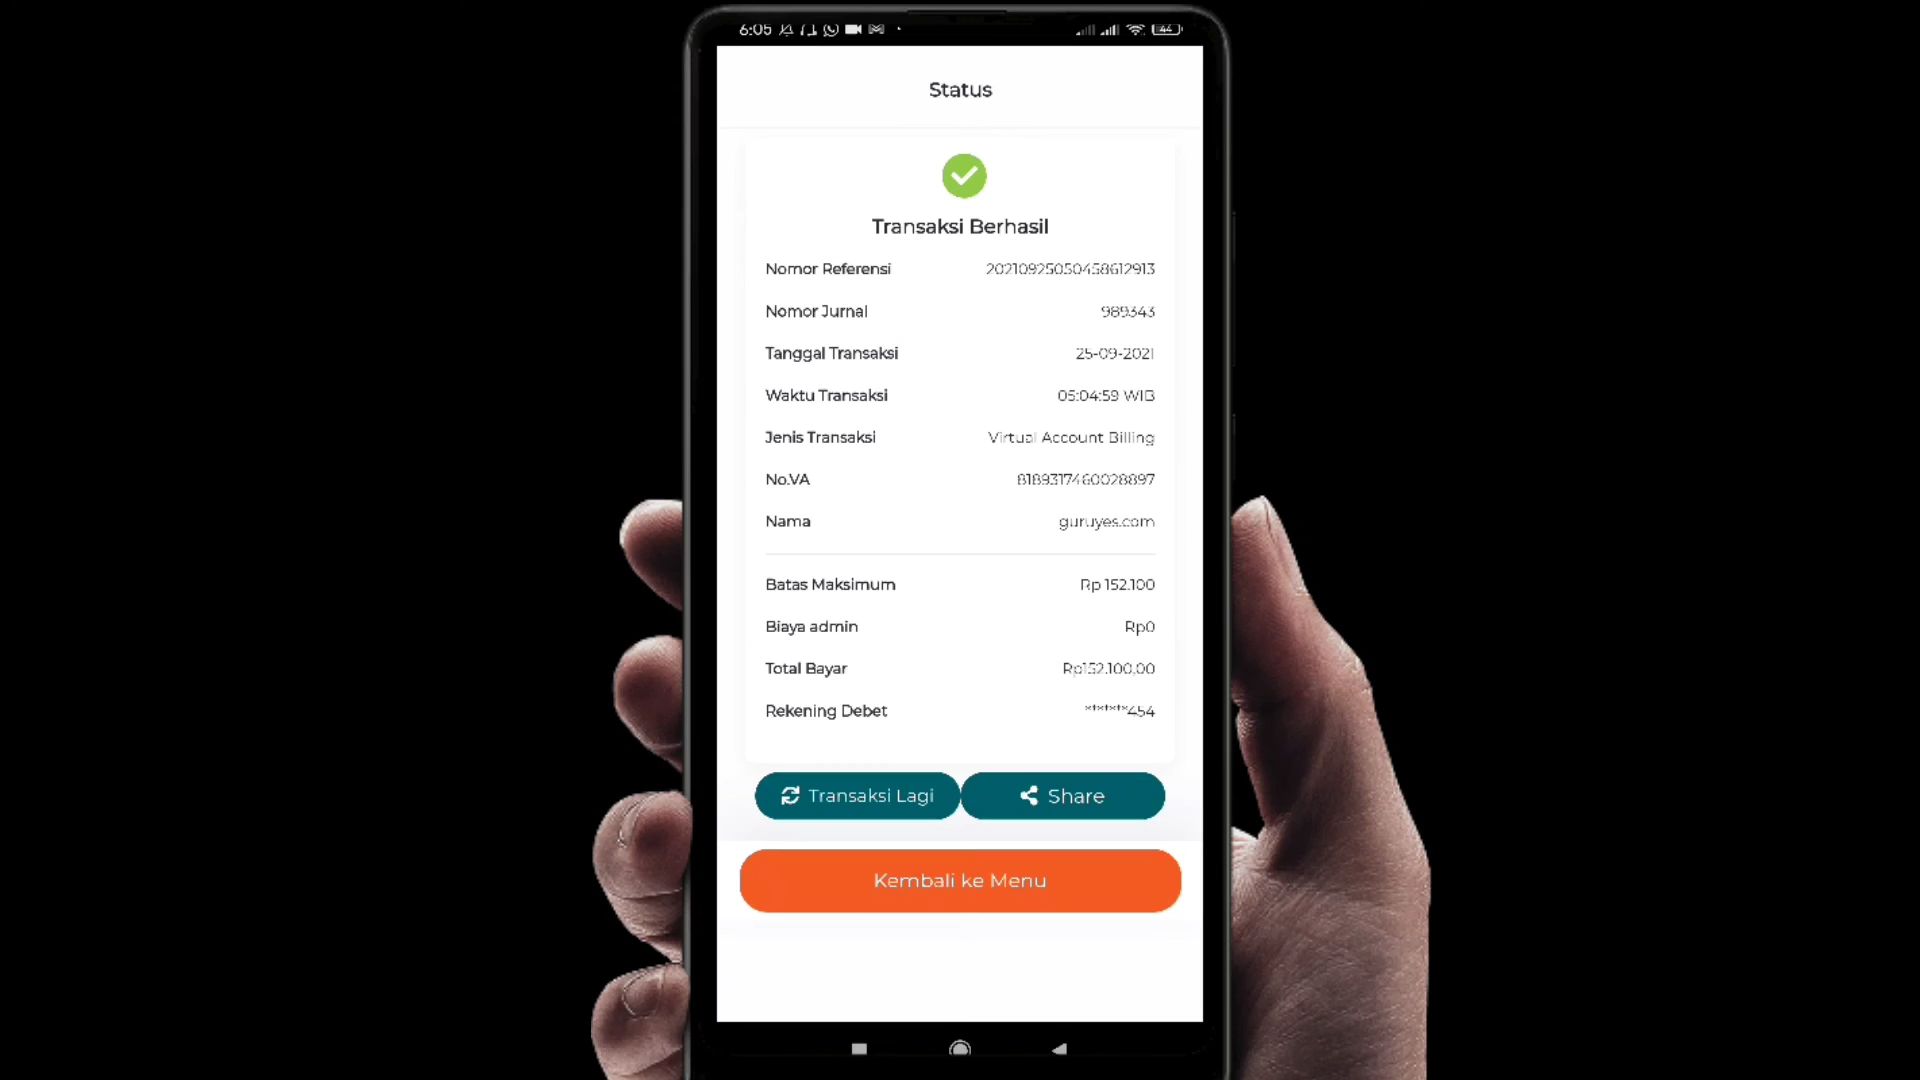 6:05
44
Status
Transaksi Berhasil
Nomor Referensi 20210925050458612913
Nomor Jurnal 989343
Tanggal Transaksi 25-09-2021
Waktu Transaksi 05:04:59 WIB
Jenis Transaksi Virtual Account Billing
No.VA 8189317460028897
Nama guruyes.com
Batas Maksimum Rp 152.100
Biaya admin Rp0
Total Bayar Rp152.100,00
Rekening Debet *******454
Transaksi Lagi
Share
Kembali ke Menu